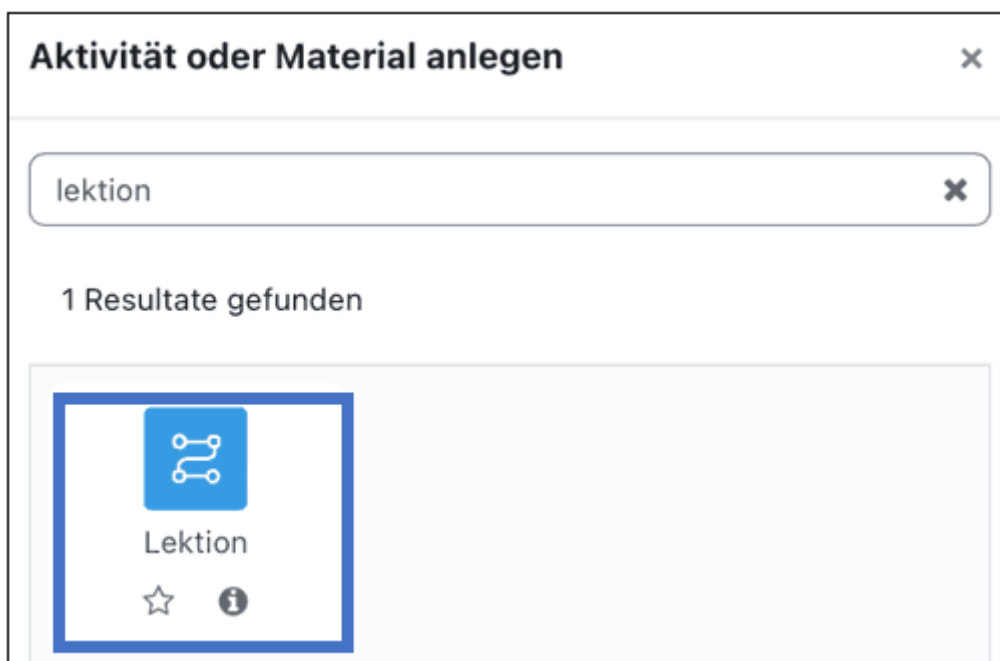 Aktivität oder Material anlegen
lektion
1 Resultate gefunden
Lektion